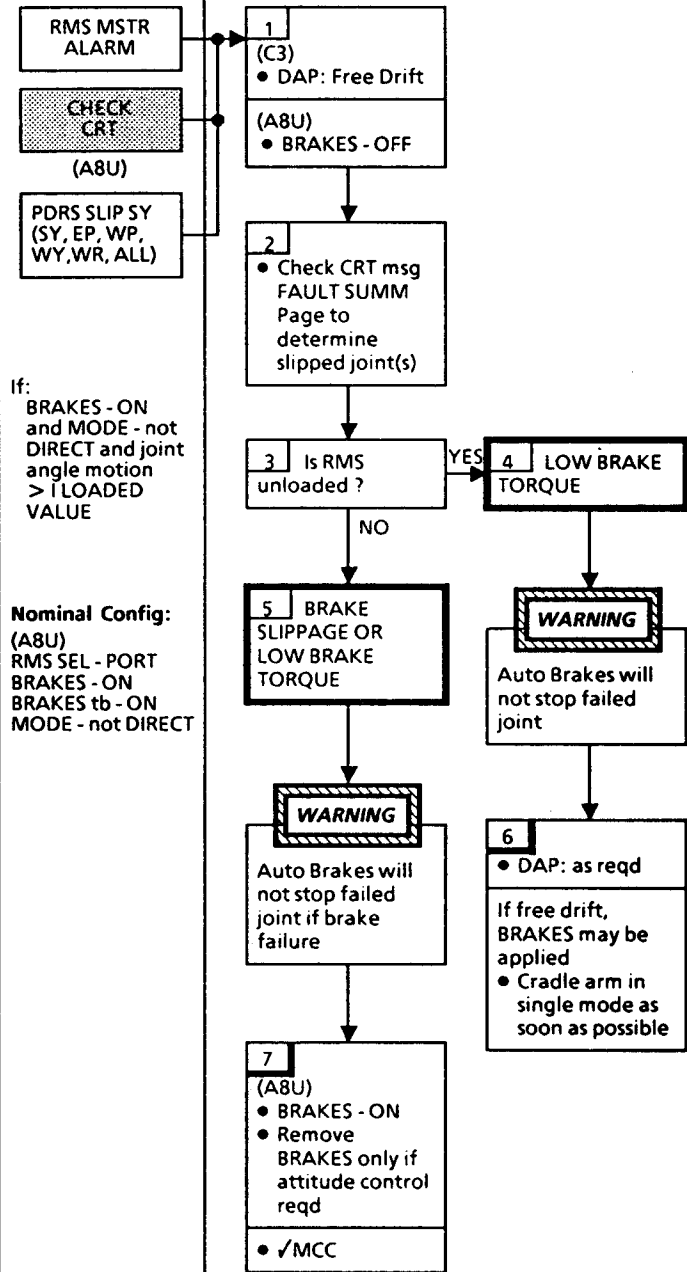 RMS MSTR
ALARM
CHECK
CRT
(A8U)
PDRS SLIP SY
(SY, EP, WP,
WY,WR, ALL)
If:
BRAKES - ON
and MODE - not
DIRECT and joint
angle motion
> I LOADED
VALUE
Nominal Config:
(A8U)
RMS SEL - PORT
BRAKES - ON
BRAKES tb - ON
MODE - not DIRECT
1
(C3)
• DAP: Free Drift
(A8U)
• BRAKES - OFF
2
• Check CRT msg
FAULT SUMM
Page to
determine
slipped joint(s)
3 Is RMS
unloaded ?
YES
NO
4 LOW BRAKE
TORQUE
WARNING
Auto Brakes will
not stop failed
joint
6
• DAP: as reqd
If free drift,
BRAKES may be
applied
• Cradle arm in
single mode as
soon as possible
5 BRAKE
SLIPPAGE OR
LOW BRAKE
TORQUE
WARNING
Auto Brakes will
not stop failed
joint if brake
failure
7
(A8U)
• BRAKES - ON
• Remove
BRAKES only if
attitude control
reqd
• ✓MCC